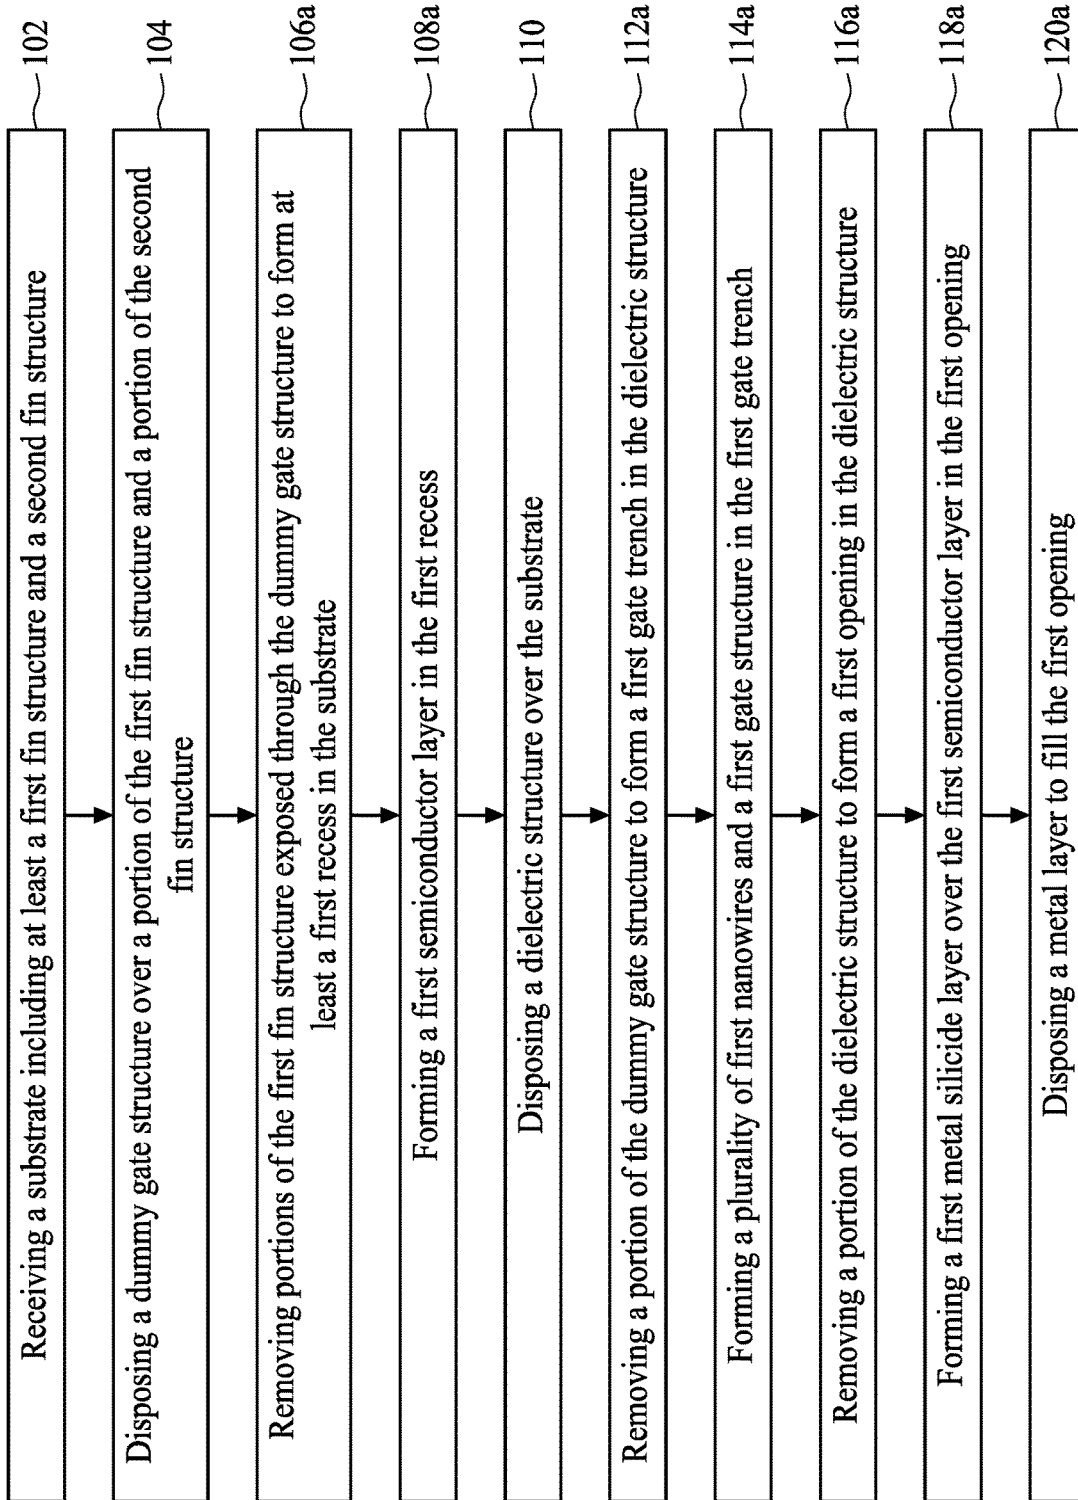 Receiving a substrate including at least a first fin structure and a second fin structure
102
Disposing a dummy gate structure over a portion of the first fin structure and a portion of the second
fin structure
104
Removing portions of the first fin structure exposed through the dummy gate structure to form at
least a first recess in the substrate
106a
Forming a first semiconductor layer in the first recess
108a
Disposing a dielectric structure over the substrate
110
Removing a portion of the dummy gate structure to form a first gate trench in the dielectric structure
112a
Forming a plurality of first nanowires and a first gate structure in the first gate trench
114a
Removing a portion of the dielectric structure to form a first opening in the dielectric structure
116a
Forming a first metal silicide layer over the first semiconductor layer in the first opening
118a
Disposing a metal layer to fill the first opening
120a